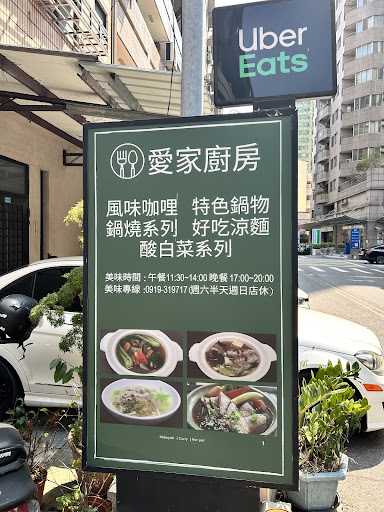 Uber
Eats
愛家廚房
風味咖哩 特色鍋物
鍋燒系列 好吃涼麵
酸白菜系列
美味時間：午餐11:30~14:00 晚餐 17:00~20:00
美味專線：0919-319717(週六半天週日店休)
1